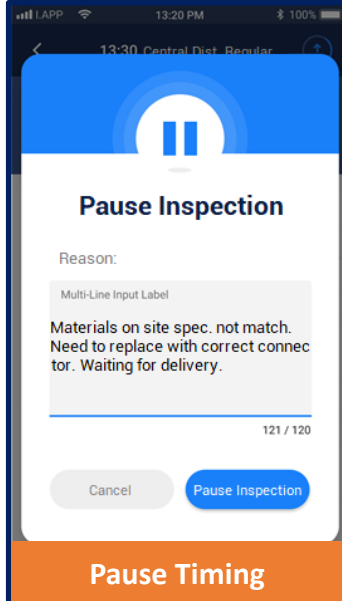 I.APP 13:20 PM 100%
13:30 Central Dist. Regular
Pause Inspection
Reason:
Multi-Line Input Label
Materials on site spec. not match.
Need to replace with correct connec
tor. Waiting for delivery.
121 / 120
Cancel Pause Inspection
Pause Timing